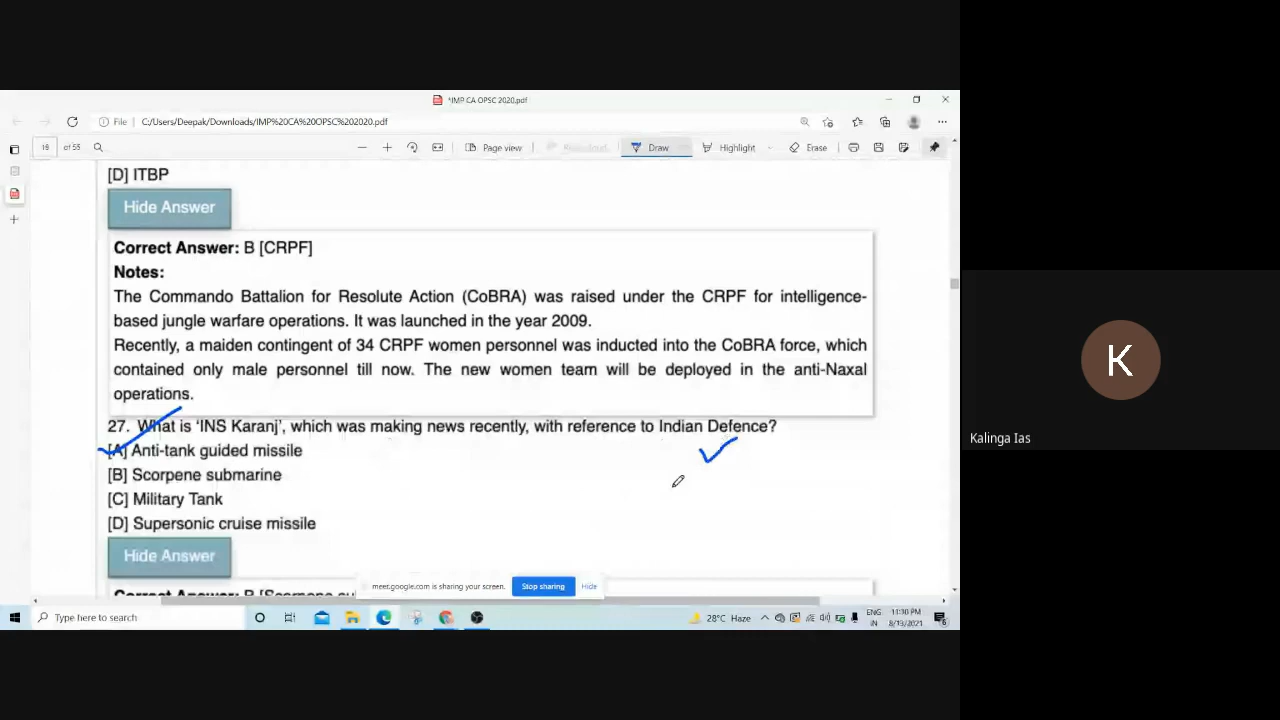 *IMP CA OPSC 2020.pdf
File | C:/Users/Deepak/Downloads/IMP%20CA%20OPSC%202020.pdf
19 of 55 Page view Draw Highlight Erase
[D] ITBP
Hide Answer
Correct Answer: B [CRPF]
Notes:
The Commando Battalion for Resolute Action (CoBRA) was raised under the CRPF for intelligence-
based jungle warfare operations. It was launched in the year 2009.
Recently, a maiden contingent of 34 CRPF women personnel was inducted into the CoBRA force, which
contained only male personnel till now. The new women team will be deployed in the anti-Naxal
operations.
27. What is ‘INS Karanj’, which was making news recently, with reference to Indian Defence?
[A] Anti-tank guided missile
[B] Scorpene submarine
[C] Military Tank
[D] Supersonic cruise missile
Hide Answer
meet.google.com is sharing your screen. Stop sharing Hide
Correct Answer: B [Scorpene su
Type here to search
28°C Haze
ENG
IN
11:10 PM
8/13/2021
6
K
Kalinga Ias